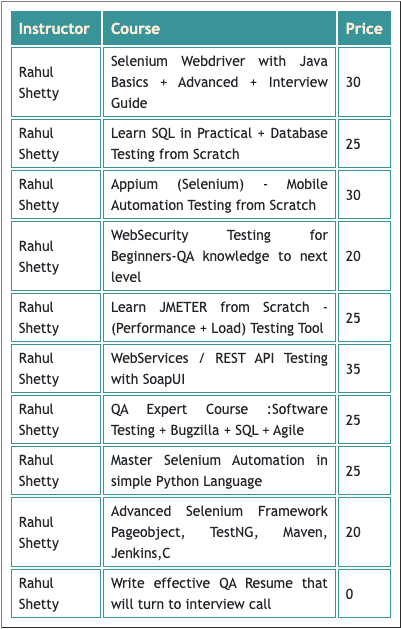 Instructor Course Price
Rahul Shetty Selenium Webdriver with Java Basics + Advanced + Interview Guide 30
Rahul Shetty Learn SQL in Practical + Database Testing from Scratch 25
Rahul Shetty Appium (Selenium) - Mobile Automation Testing from Scratch 30
Rahul Shetty WebSecurity Testing for Beginners-QA knowledge to next level 20
Rahul Shetty Learn JMETER from Scratch - (Performance + Load) Testing Tool 25
Rahul Shetty WebServices / REST API Testing with SoapUI 35
Rahul Shetty QA Expert Course :Software Testing + Bugzilla + SQL + Agile 25
Rahul Shetty Master Selenium Automation in simple Python Language 25
Rahul Shetty Advanced Selenium Framework Pageobject, TestNG, Maven, Jenkins,C 20
Rahul Shetty Write effective QA Resume that will turn to interview call 0